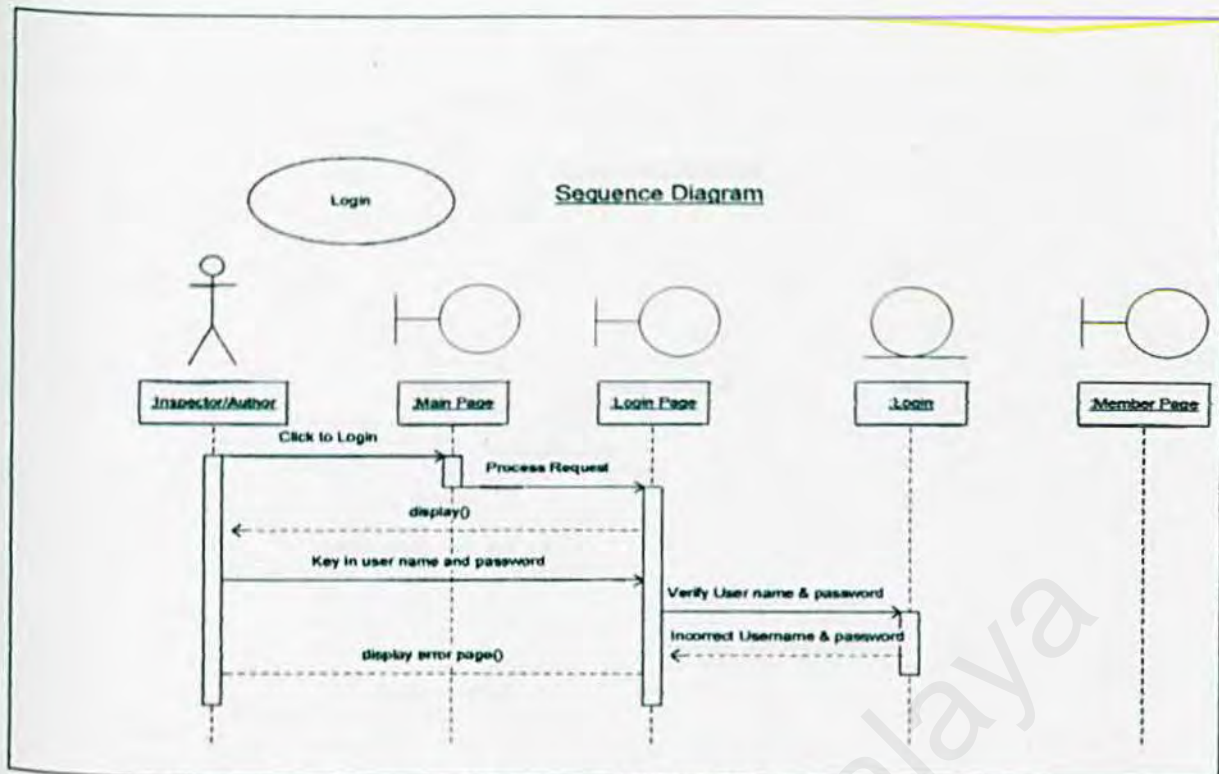 Login
Sequence Diagram
:Inspector/Author
:Main Page
:Login Page
:Login
:Member Page
Click to Login
Process Request
display()
Key in user name and password
Verify User name & password
Incorrect Username & password
display error page()